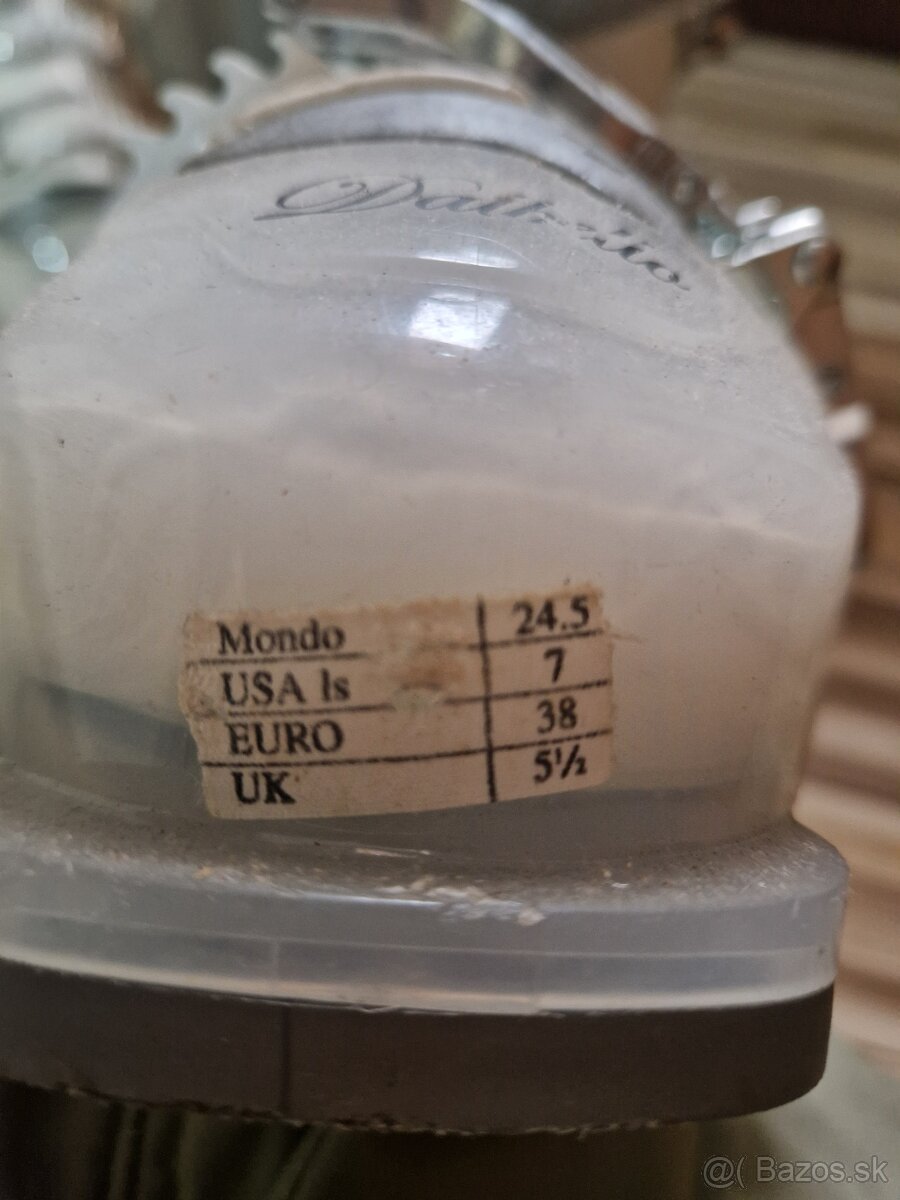 Mondo 24.5
USA ls 7
EURO 38
UK 5½
@( Bazos.sk